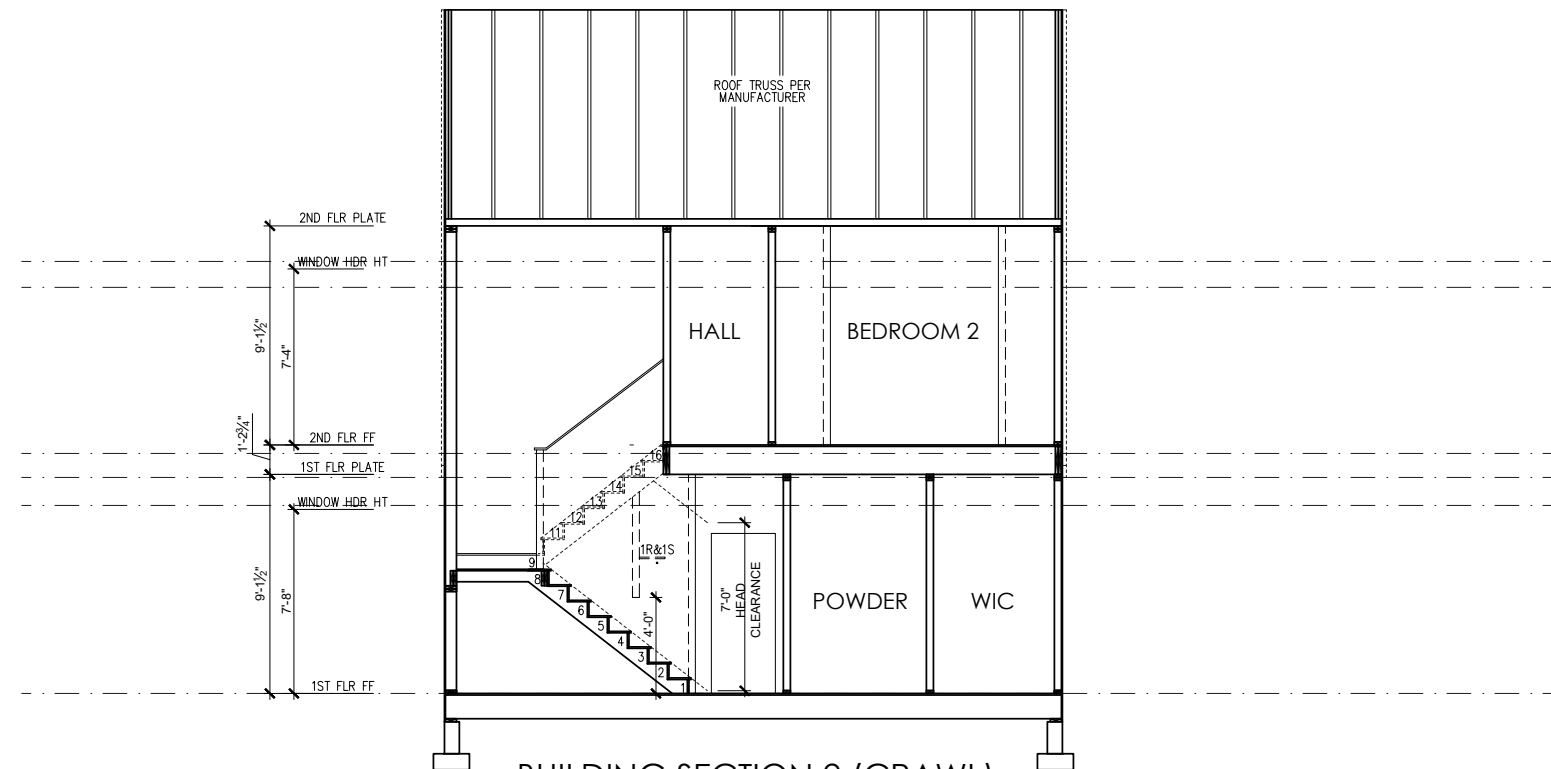 ROOF TRUSS PER
MANUFACTURER
2ND FLR PLATE
WINDOW HDR HT
9'-1½"
7'-4"
HALL
BEDROOM 2
1'-2¾"
2ND FLR FF
1ST FLR PLATE
WINDOW HDR HT
16
15
14
13
12
11
1R&1S
9
8
7
6
5
4
3
2
1
4'-0"
7'-0"
HEAD
CLEARANCE
POWDER
WIC
9'-1½"
7'-8"
1ST FLR FF